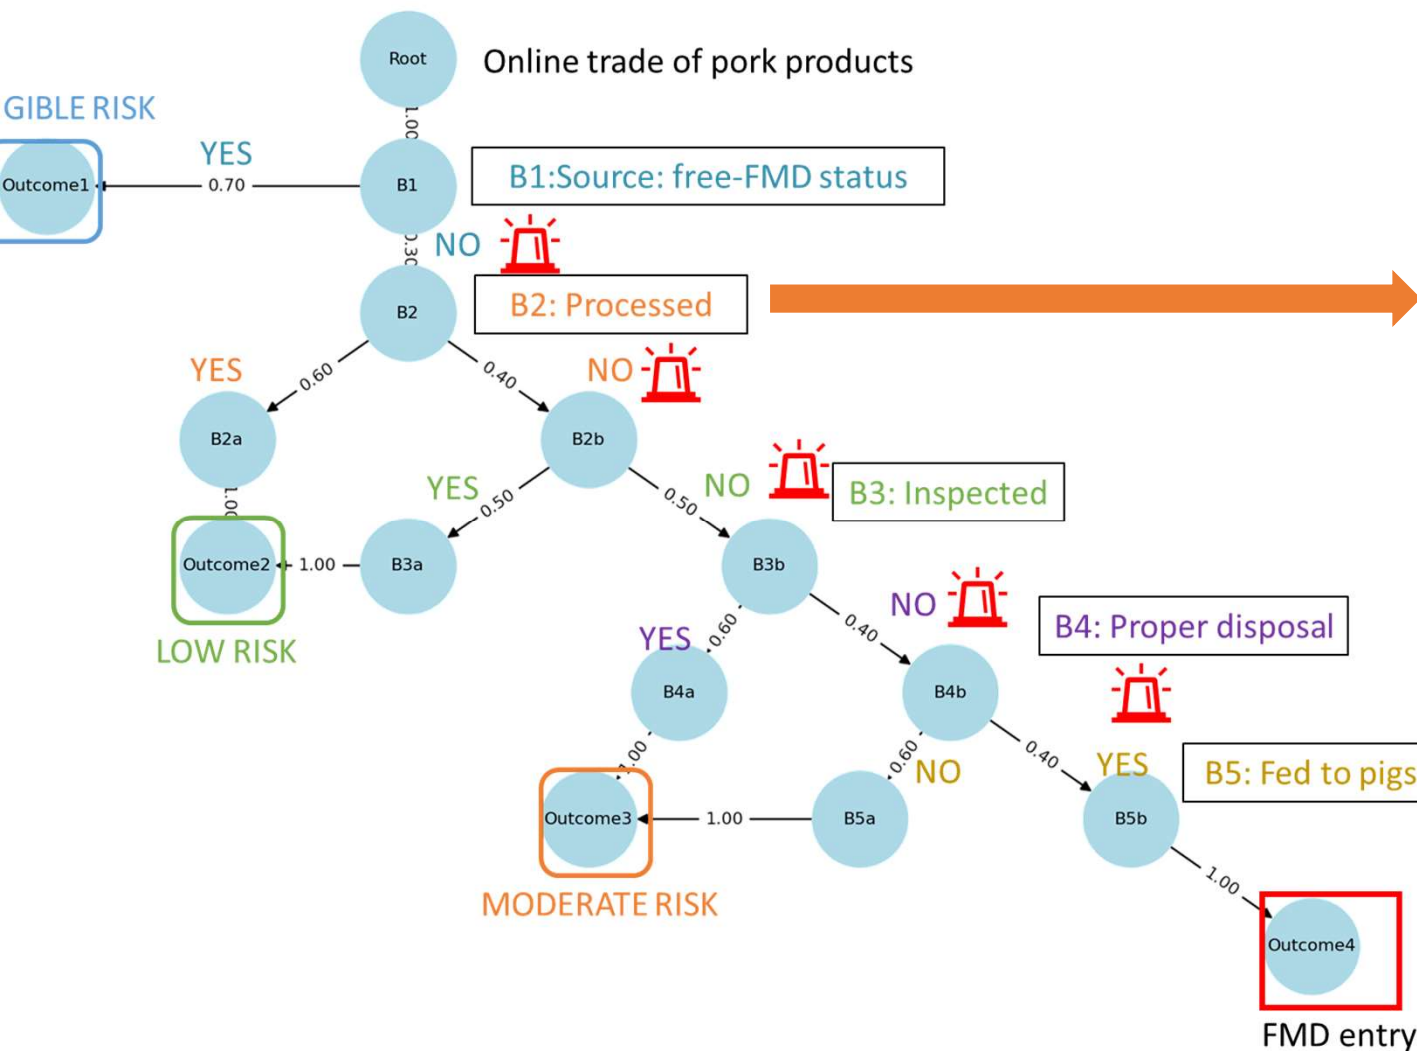 Root
Online trade of pork products
1.00
GIBLE RISK
YES
Outcome1
0.70
B1
B1:Source: free-FMD status
0.30
NO
B2
B2: Processed
YES
0.60
0.40
NO
B2a
B2b
1.00
YES
0.50
0.50
NO
B3: Inspected
Outcome2
1.00
B3a
B3b
LOW RISK
YES
0.60
0.40
NO
B4: Proper disposal
B4a
B4b
1.00
0.60
NO
0.40
YES
B5: Fed to pigs
Outcome3
1.00
B5a
B5b
MODERATE RISK
1.00
Outcome4
FMD entry